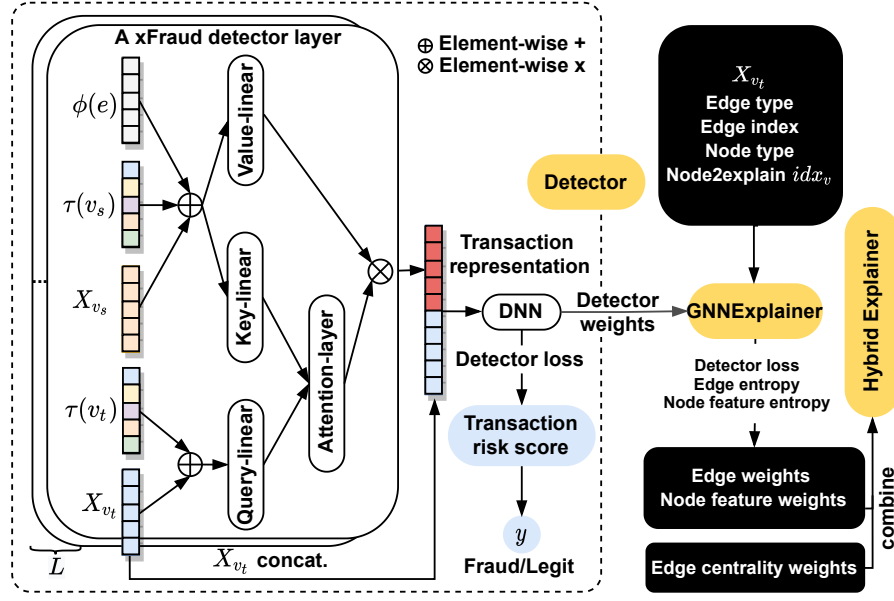 A xFraud detector layer
⊕ Element-wise +
⊗ Element-wise x
ϕ(e)
τ(v_s)
X_{v_s}
τ(v_t)
X_{v_t}
Value-linear
Key-linear
Query-linear
Attention-layer
L
X_{v_t} concat.
Transaction
representation
DNN
Detector loss
Transaction
risk score
y
Fraud/Legit
Detector
Detector
weights
X_{v_t}
Edge type
Edge index
Node type
Node2explain idx_v
GNNExplainer
Detector loss
Edge entropy
Node feature entropy
Edge weights
Node feature weights
Edge centrality weights
combine
Hybrid Explainer